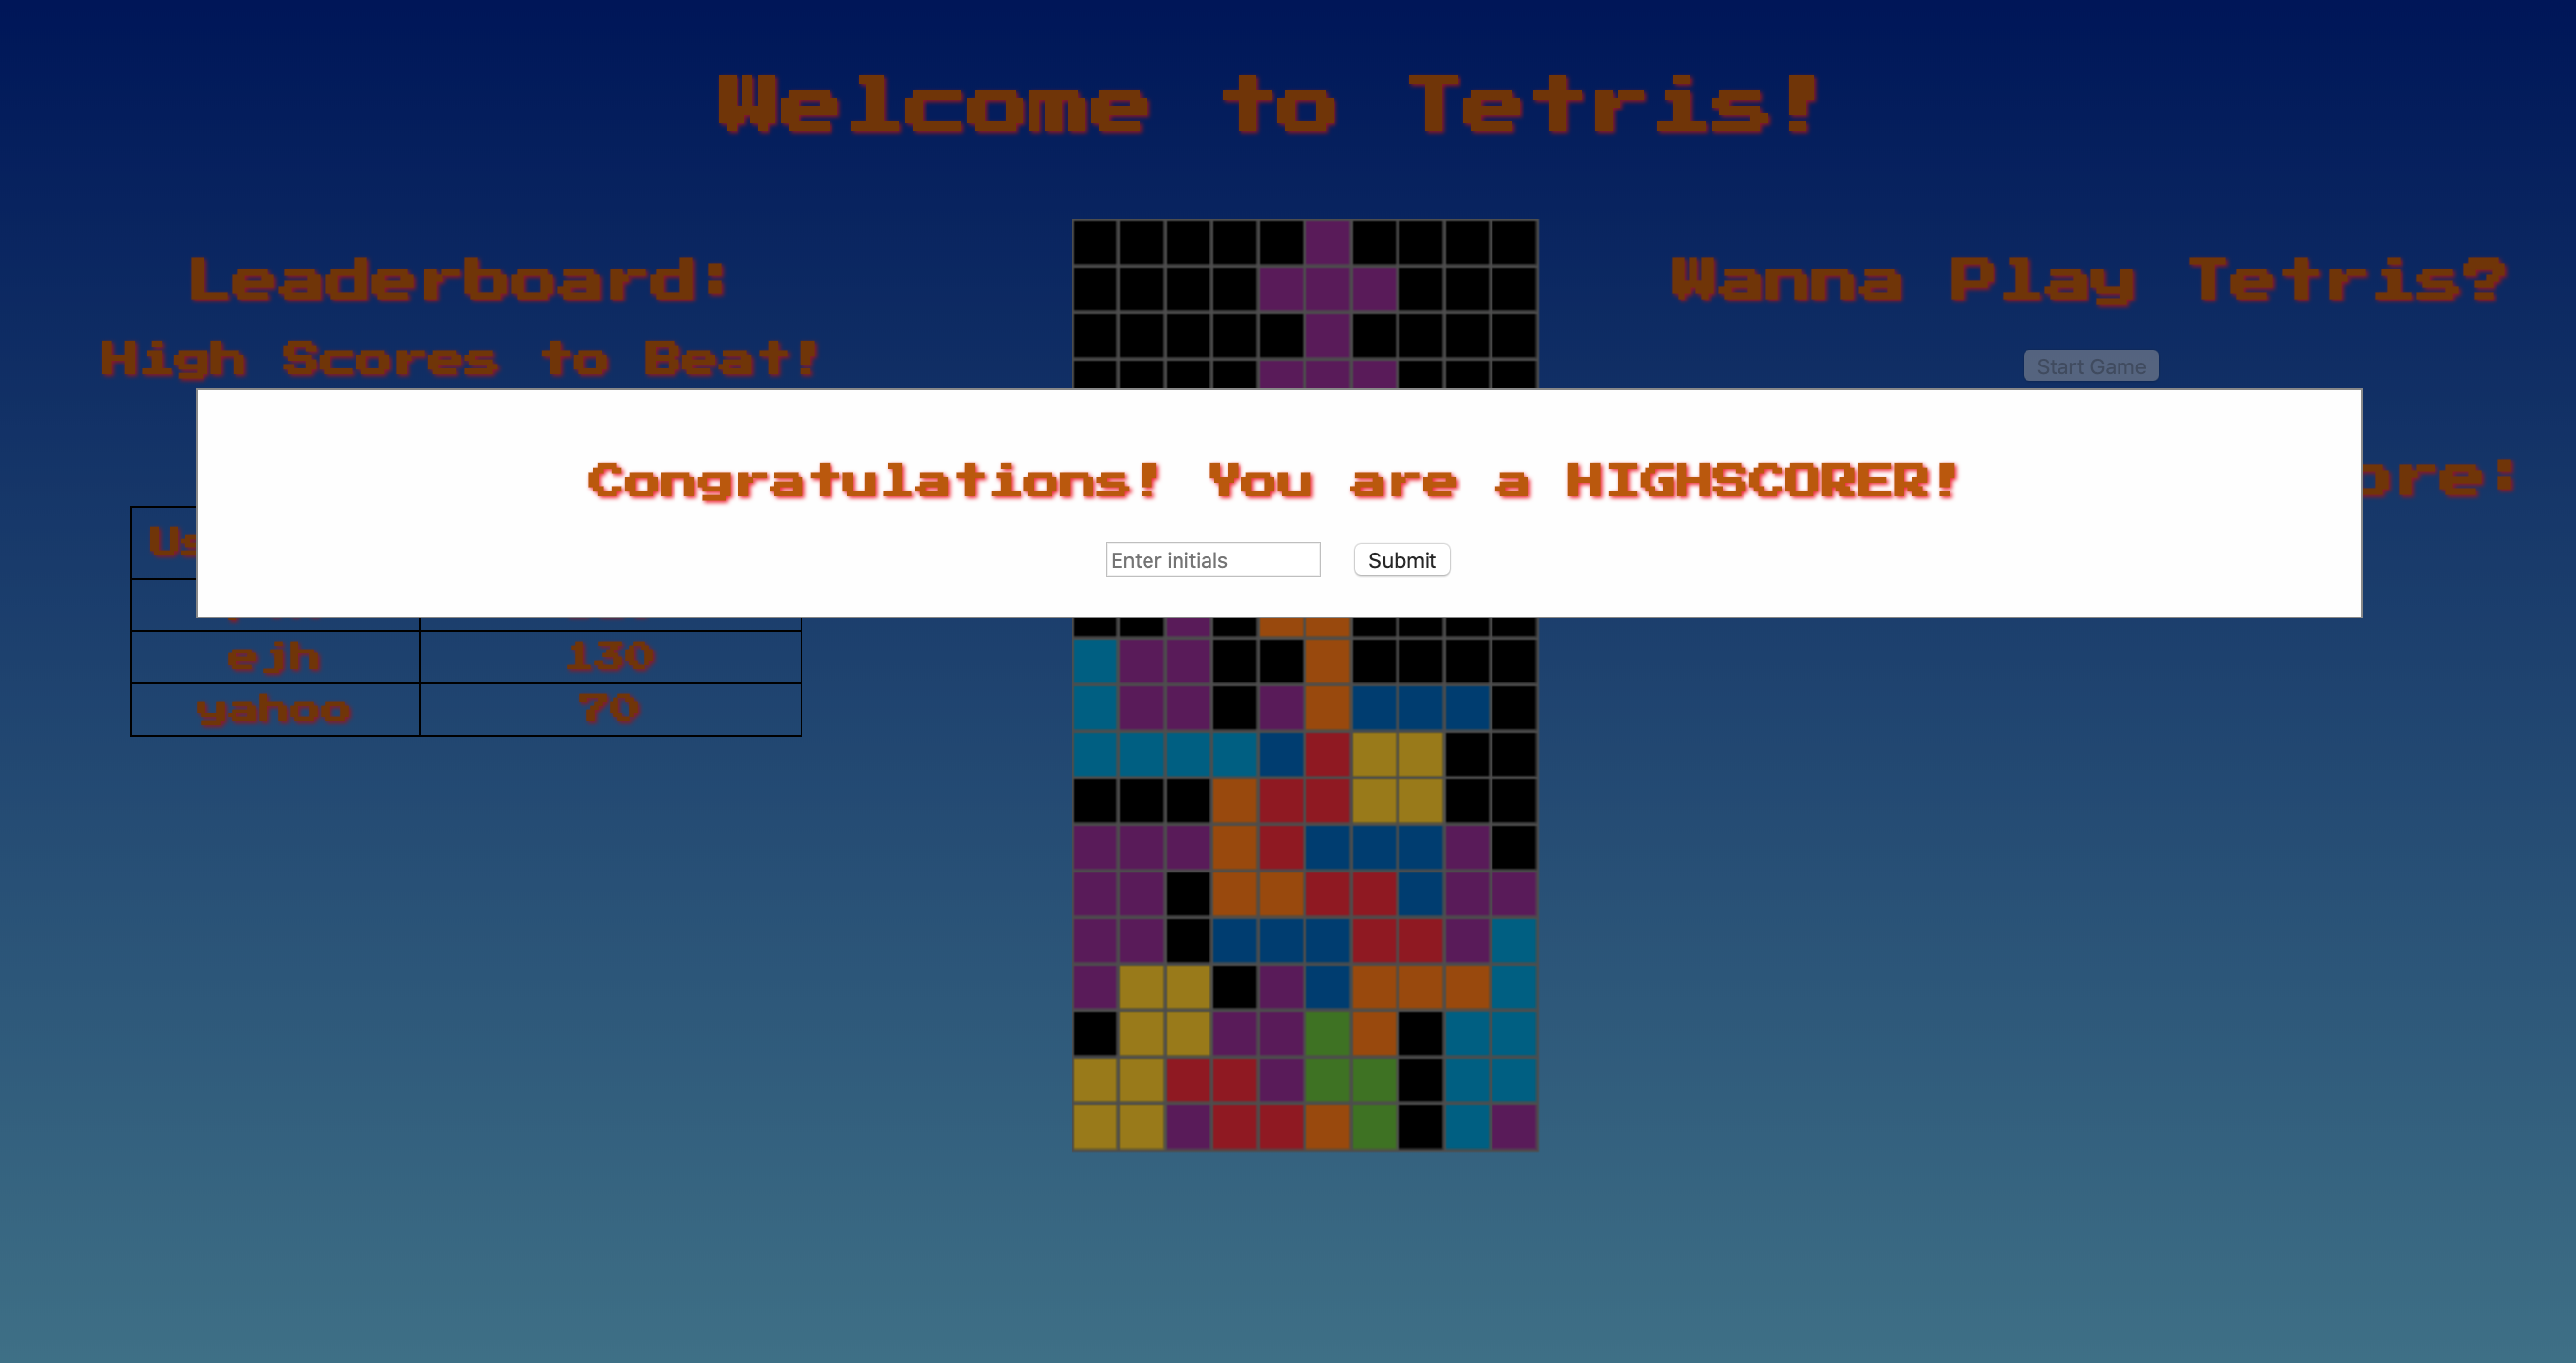 Welcome to Tetris!
Leaderboard:
High Scores to Beat!
Wanna Play Tetris?
Start Game
Congratulations! You are a HIGHSCORER!
Enter initials
Submit
ejh 130
yahoo 70